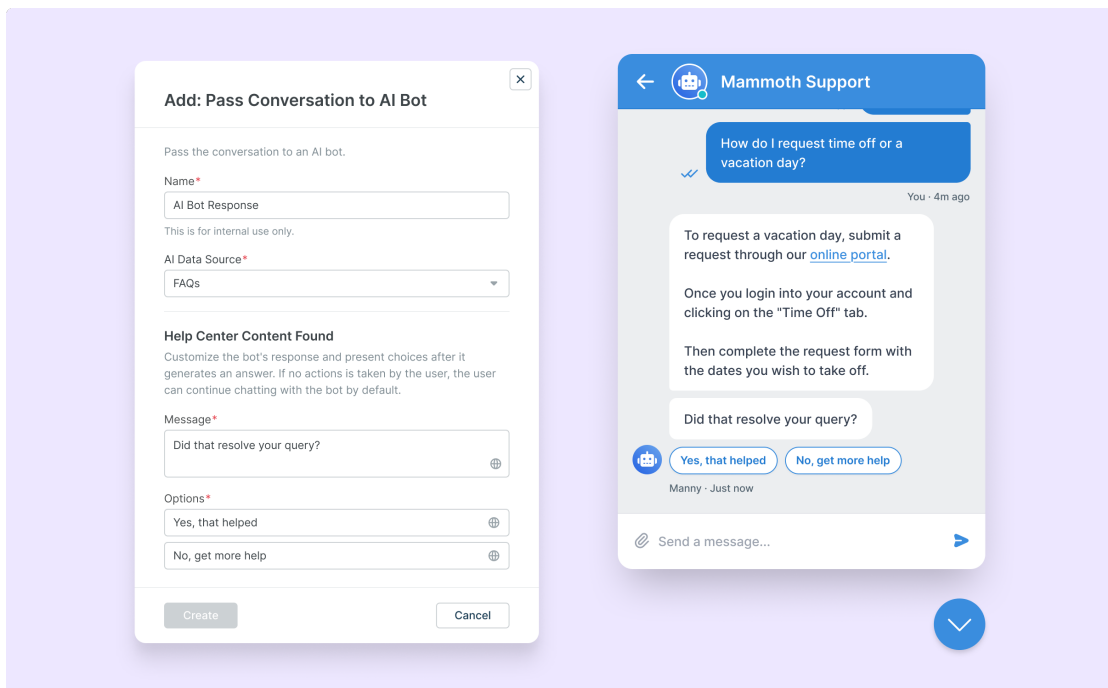 Add: Pass Conversation to AI Bot
Pass the conversation to an AI bot.
Name*
AI Bot Response
This is for internal use only.
AI Data Source*
FAQs
Help Center Content Found
Customize the bot's response and present choices after it
generates an answer. If no actions is taken by the user, the user
can continue chatting with the bot by default.
Message*
Did that resolve your query?
Options*
Yes, that helped
No, get more help
Create
Cancel
Mammoth Support
How do I request time off or a
vacation day?
You · 4m ago
To request a vacation day, submit a
request through our online portal.
Once you login into your account and
clicking on the "Time Off" tab.
Then complete the request form with
the dates you wish to take off.
Did that resolve your query?
Yes, that helped
No, get more help
Manny · Just now
Send a message...